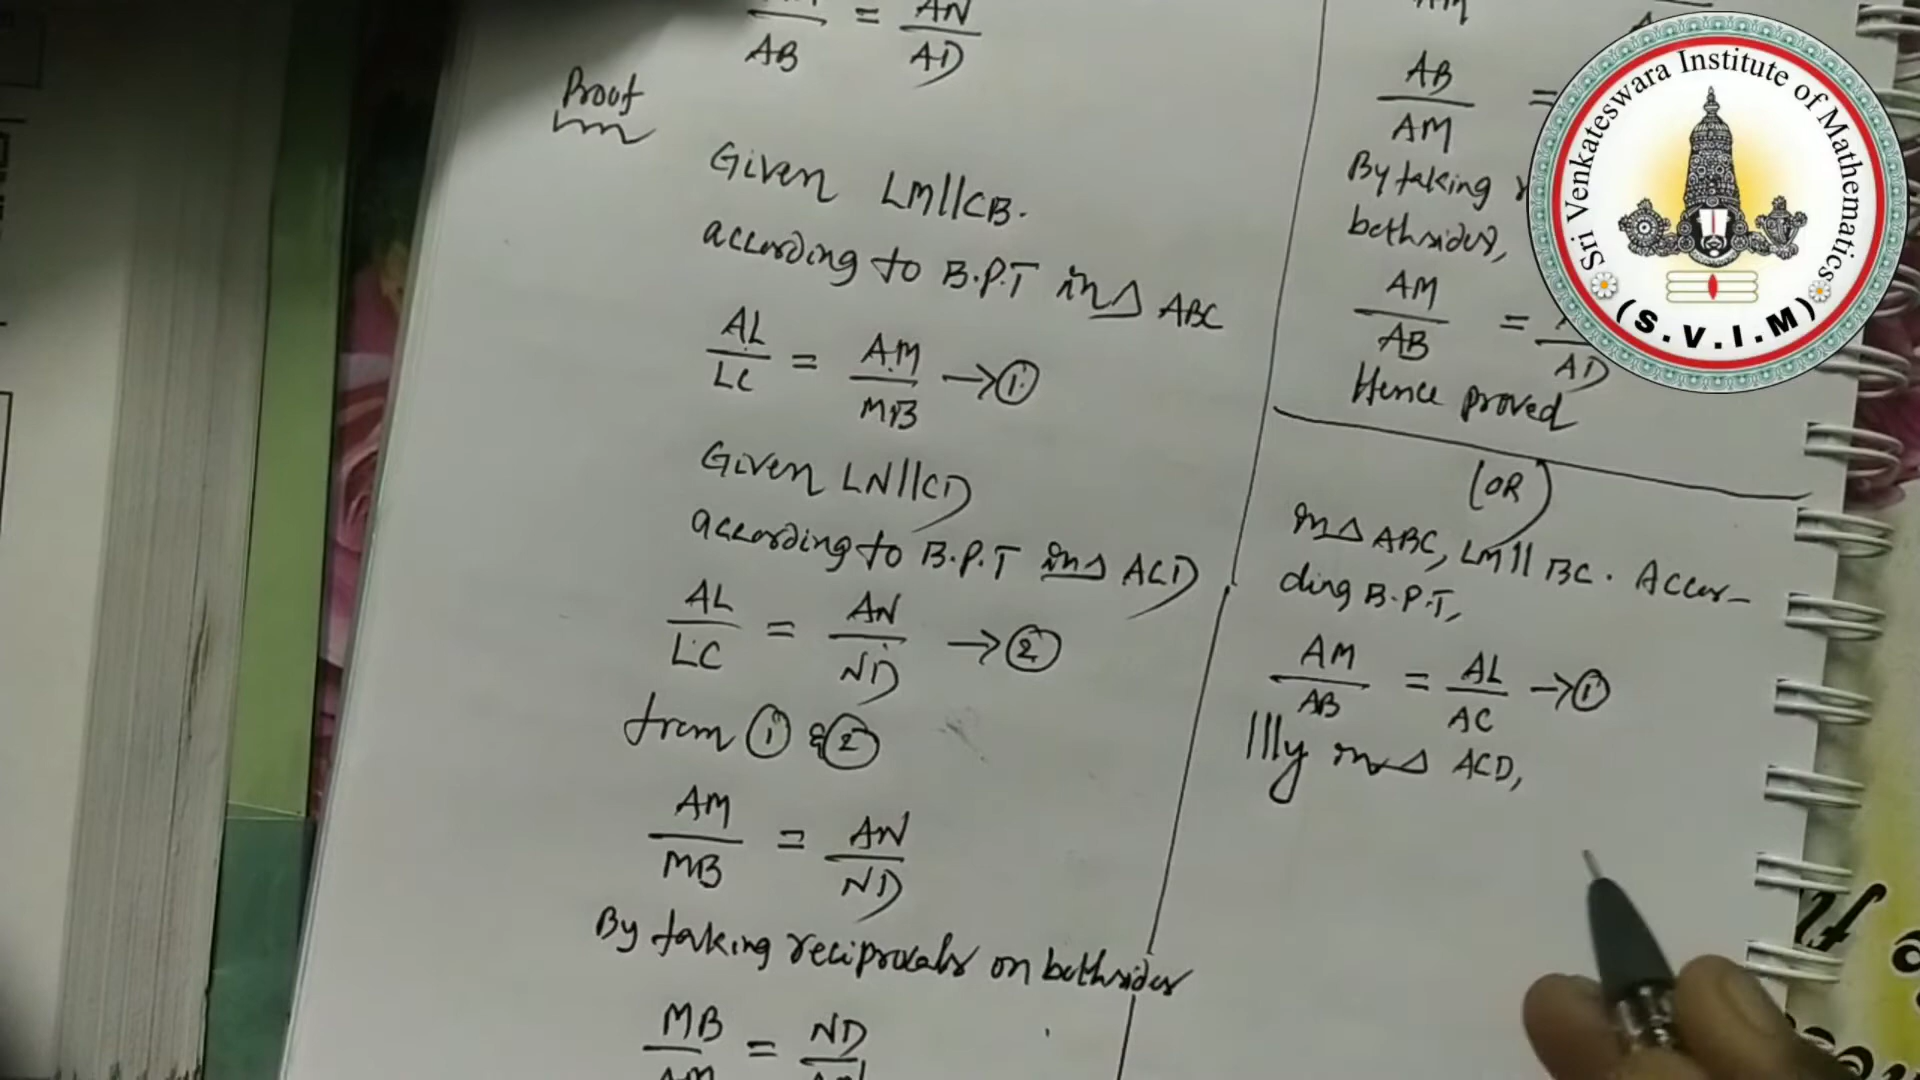 AB = AN
AD
Proof
Given LM||CB.
according to B.P.T in △ ABC
AL/LC = AM/MB → ①
Given LN||CD
according to B.P.T in △ ACD
AL/LC = AN/ND → ②
from ① & ②
AM/MB = AN/ND
By taking reciprocals on bothsides
MB = ND
AM
AB/AM =
By taking
bothsides,
AM/AB =
AD
Hence proved
(OR)
in △ ABC, LM || BC. Accor-
ding B.P.T,
AM/AB = AL/AC → ①
|||ly in △ ACD,
Sri Venkateswara Institute of Mathematics
(S.V.I.M)